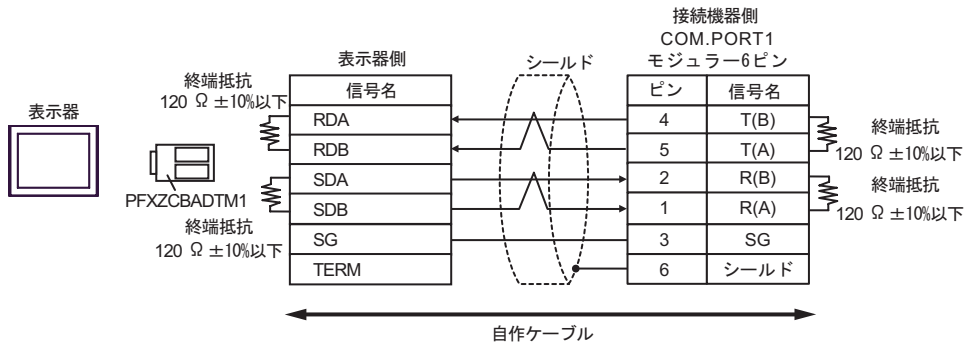 接続機器側
COM.PORT1
モジュラー6ピン
表示器側
シールド
終端抵抗
120 Ω ±10%以下
信号名
ピン 信号名
表示器
RDA
4 T(B)
終端抵抗
120 Ω ±10%以下
RDB
5 T(A)
SDA
2 R(B)
終端抵抗
120 Ω ±10%以下
PFXZCBADTM1
SDB
1 R(A)
終端抵抗
120 Ω ±10%以下
SG
3 SG
TERM
6 シールド
自作ケーブル